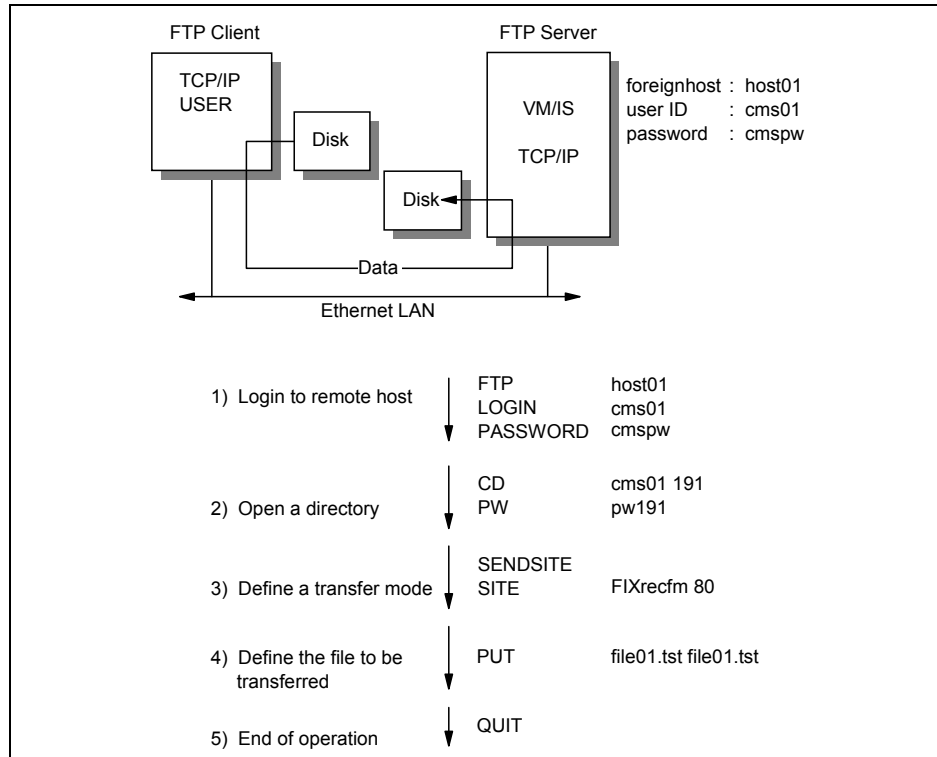 FTP Client
FTP Server
TCP/IP
USER
Disk
Disk
VM/IS
TCP/IP
foreignhost : host01
user ID : cms01
password : cmspw
Data
Ethernet LAN
1) Login to remote host
FTP host01
LOGIN cms01
PASSWORD cmspw
2) Open a directory
CD cms01 191
PW pw191
3) Define a transfer mode
SENDSITE
SITE FIXrecfm 80
4) Define the file to be
transferred
PUT file01.tst file01.tst
5) End of operation
QUIT